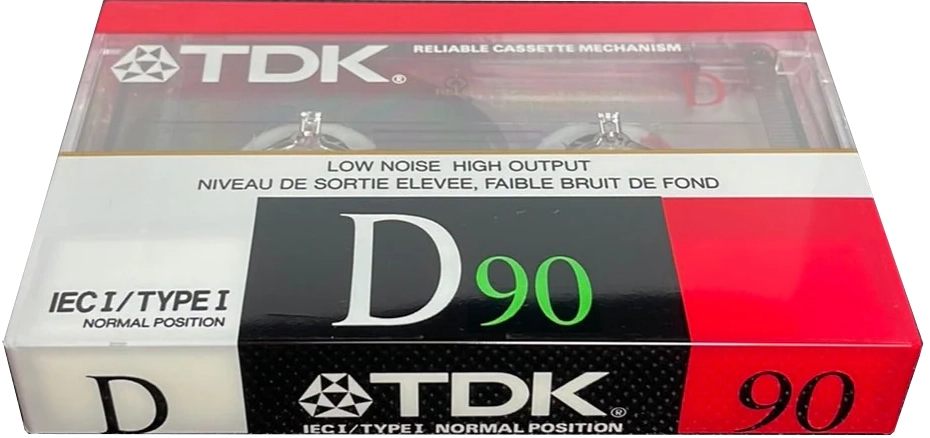 TDK®
RELIABLE CASSETTE MECHANISM
D
LOW NOISE HIGH OUTPUT
NIVEAU DE SORTIE ELEVEE, FAIBLE BRUIT DE FOND
D90
IEC I/TYPE I
NORMAL POSITION
D
TDK®
IEC I/TYPE I NORMAL POSITION
90